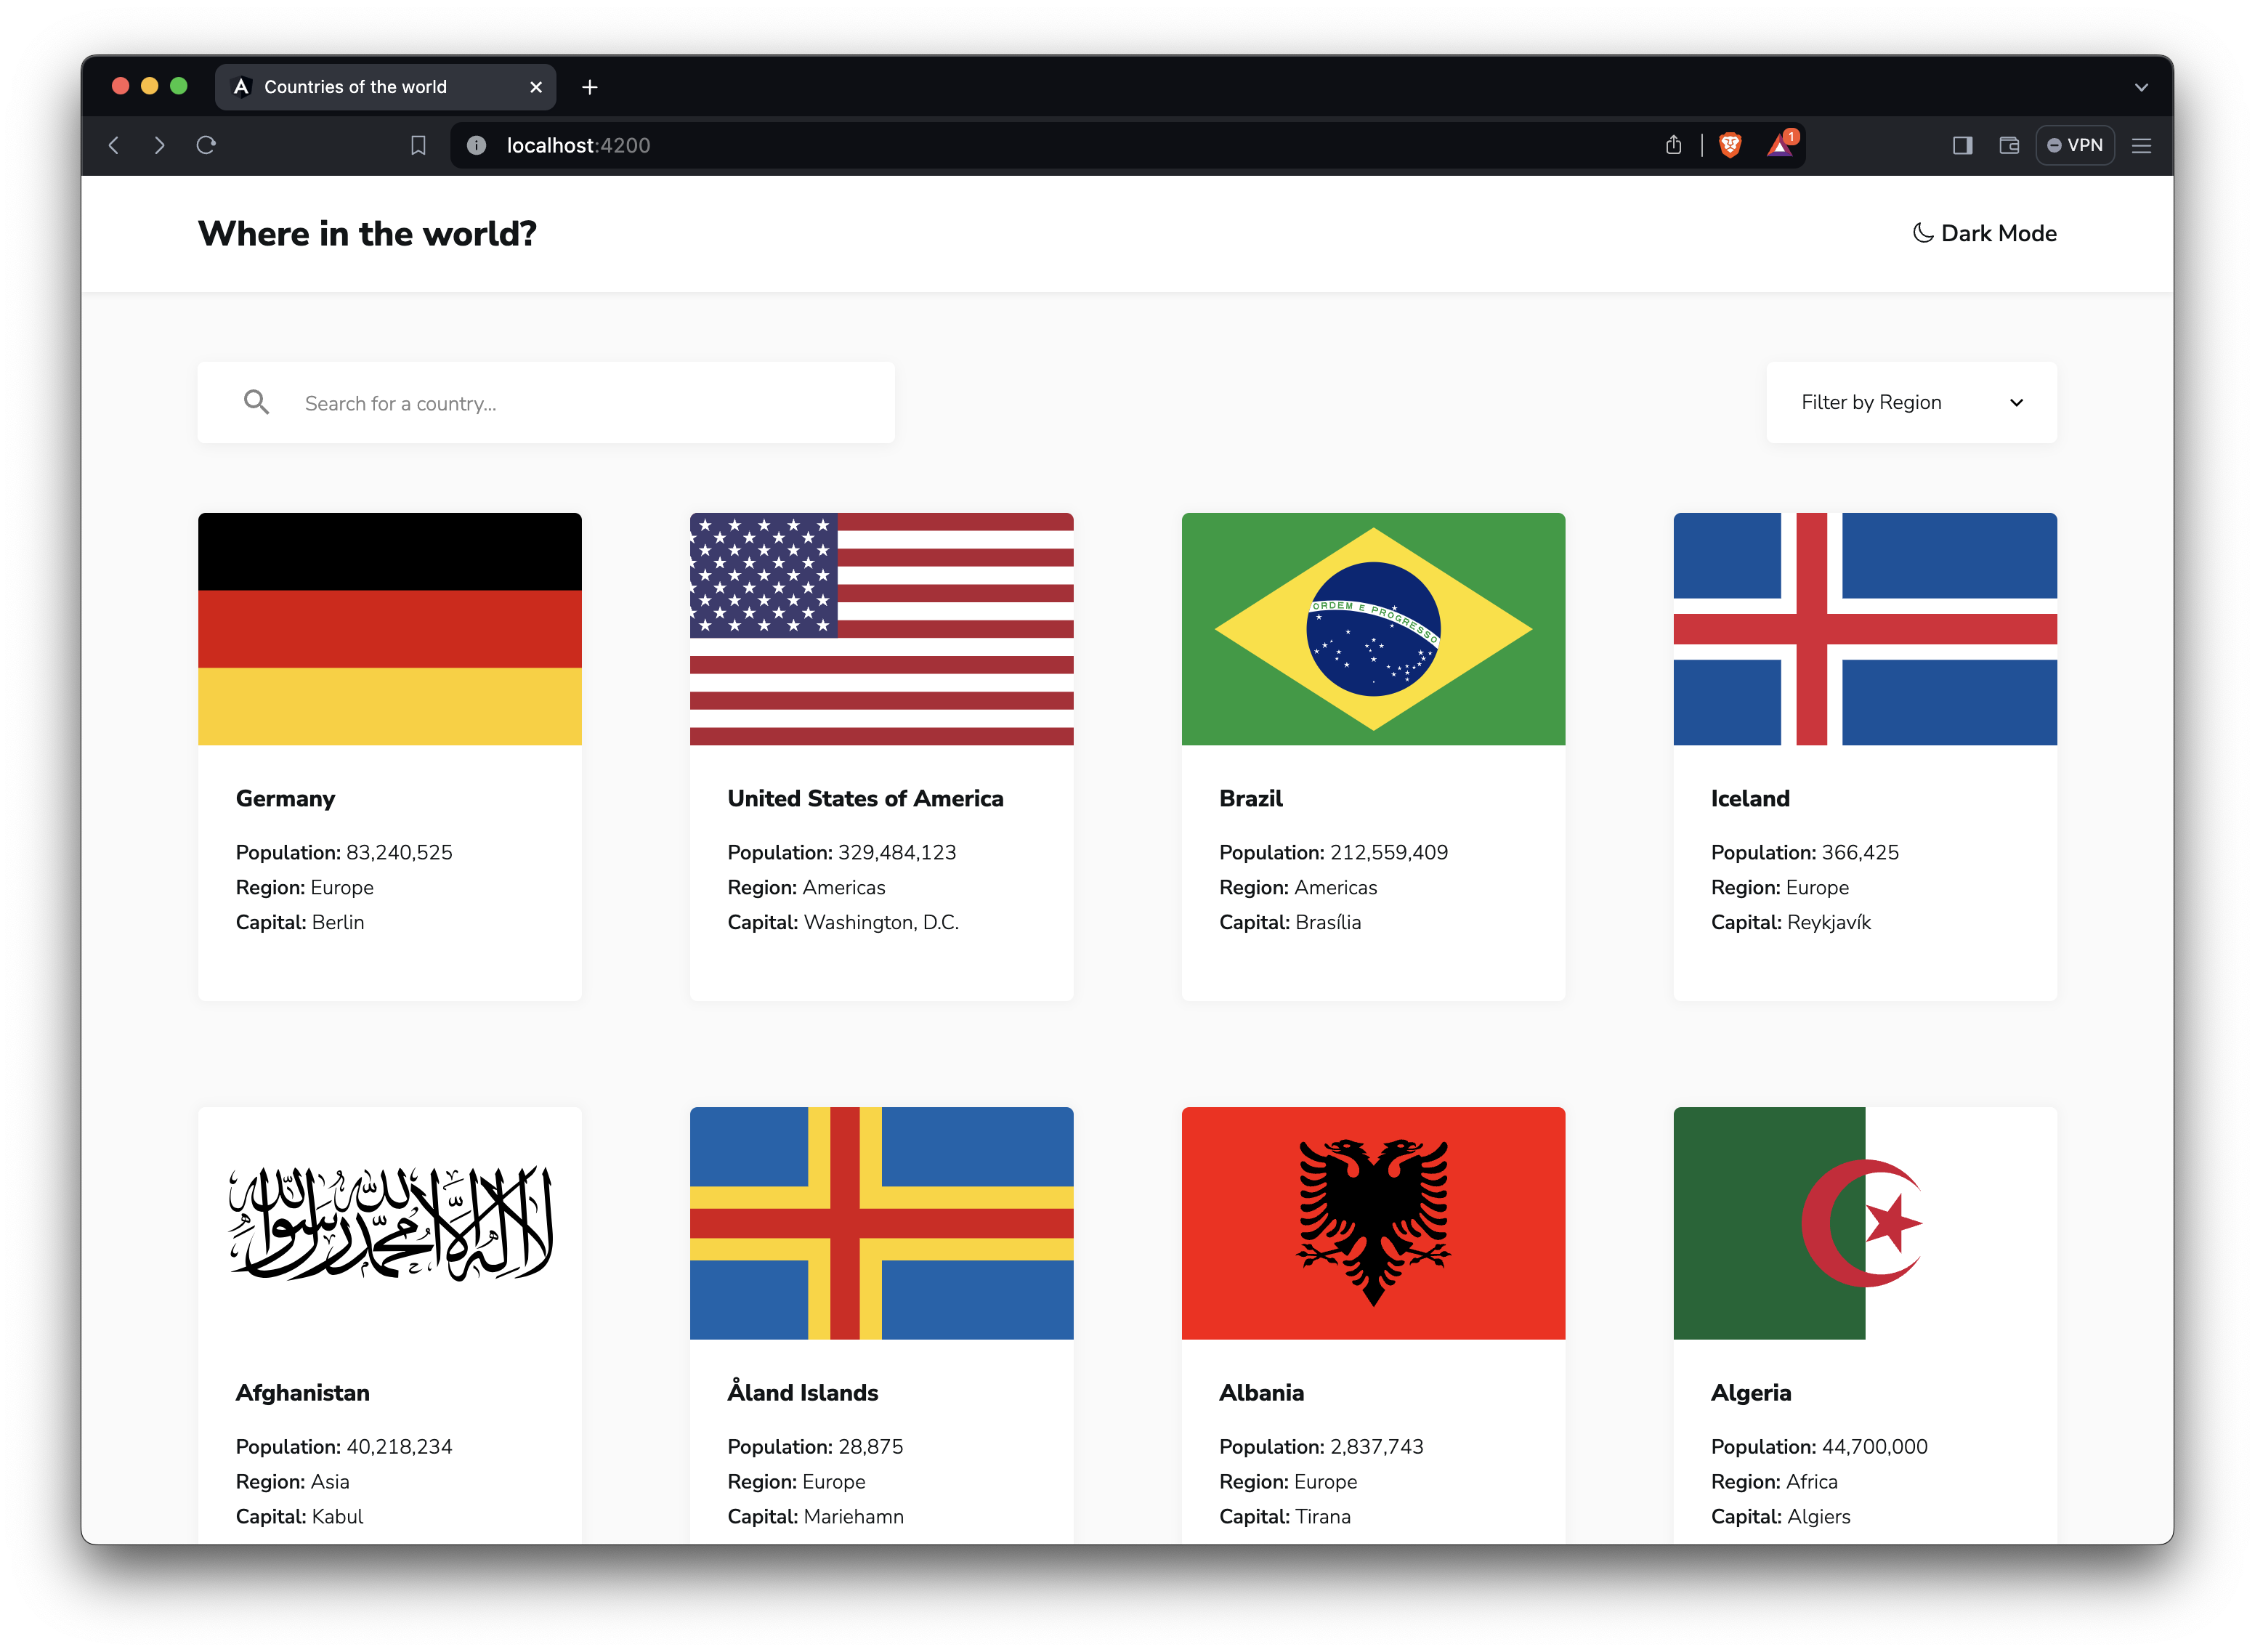 Countries of the world
localhost:4200
1
VPN
Where in the world?
Dark Mode
Search for a country...
Filter by Region
ORDEM E PROGRESSO
Germany
Population: 83,240,525
Region: Europe
Capital: Berlin
United States of America
Population: 329,484,123
Region: Americas
Capital: Washington, D.C.
Brazil
Population: 212,559,409
Region: Americas
Capital: Brasília
Iceland
Population: 366,425
Region: Europe
Capital: Reykjavík
لا إله إلا الله محمد رسول الله
Afghanistan
Population: 40,218,234
Region: Asia
Capital: Kabul
Åland Islands
Population: 28,875
Region: Europe
Capital: Mariehamn
Albania
Population: 2,837,743
Region: Europe
Capital: Tirana
Algeria
Population: 44,700,000
Region: Africa
Capital: Algiers